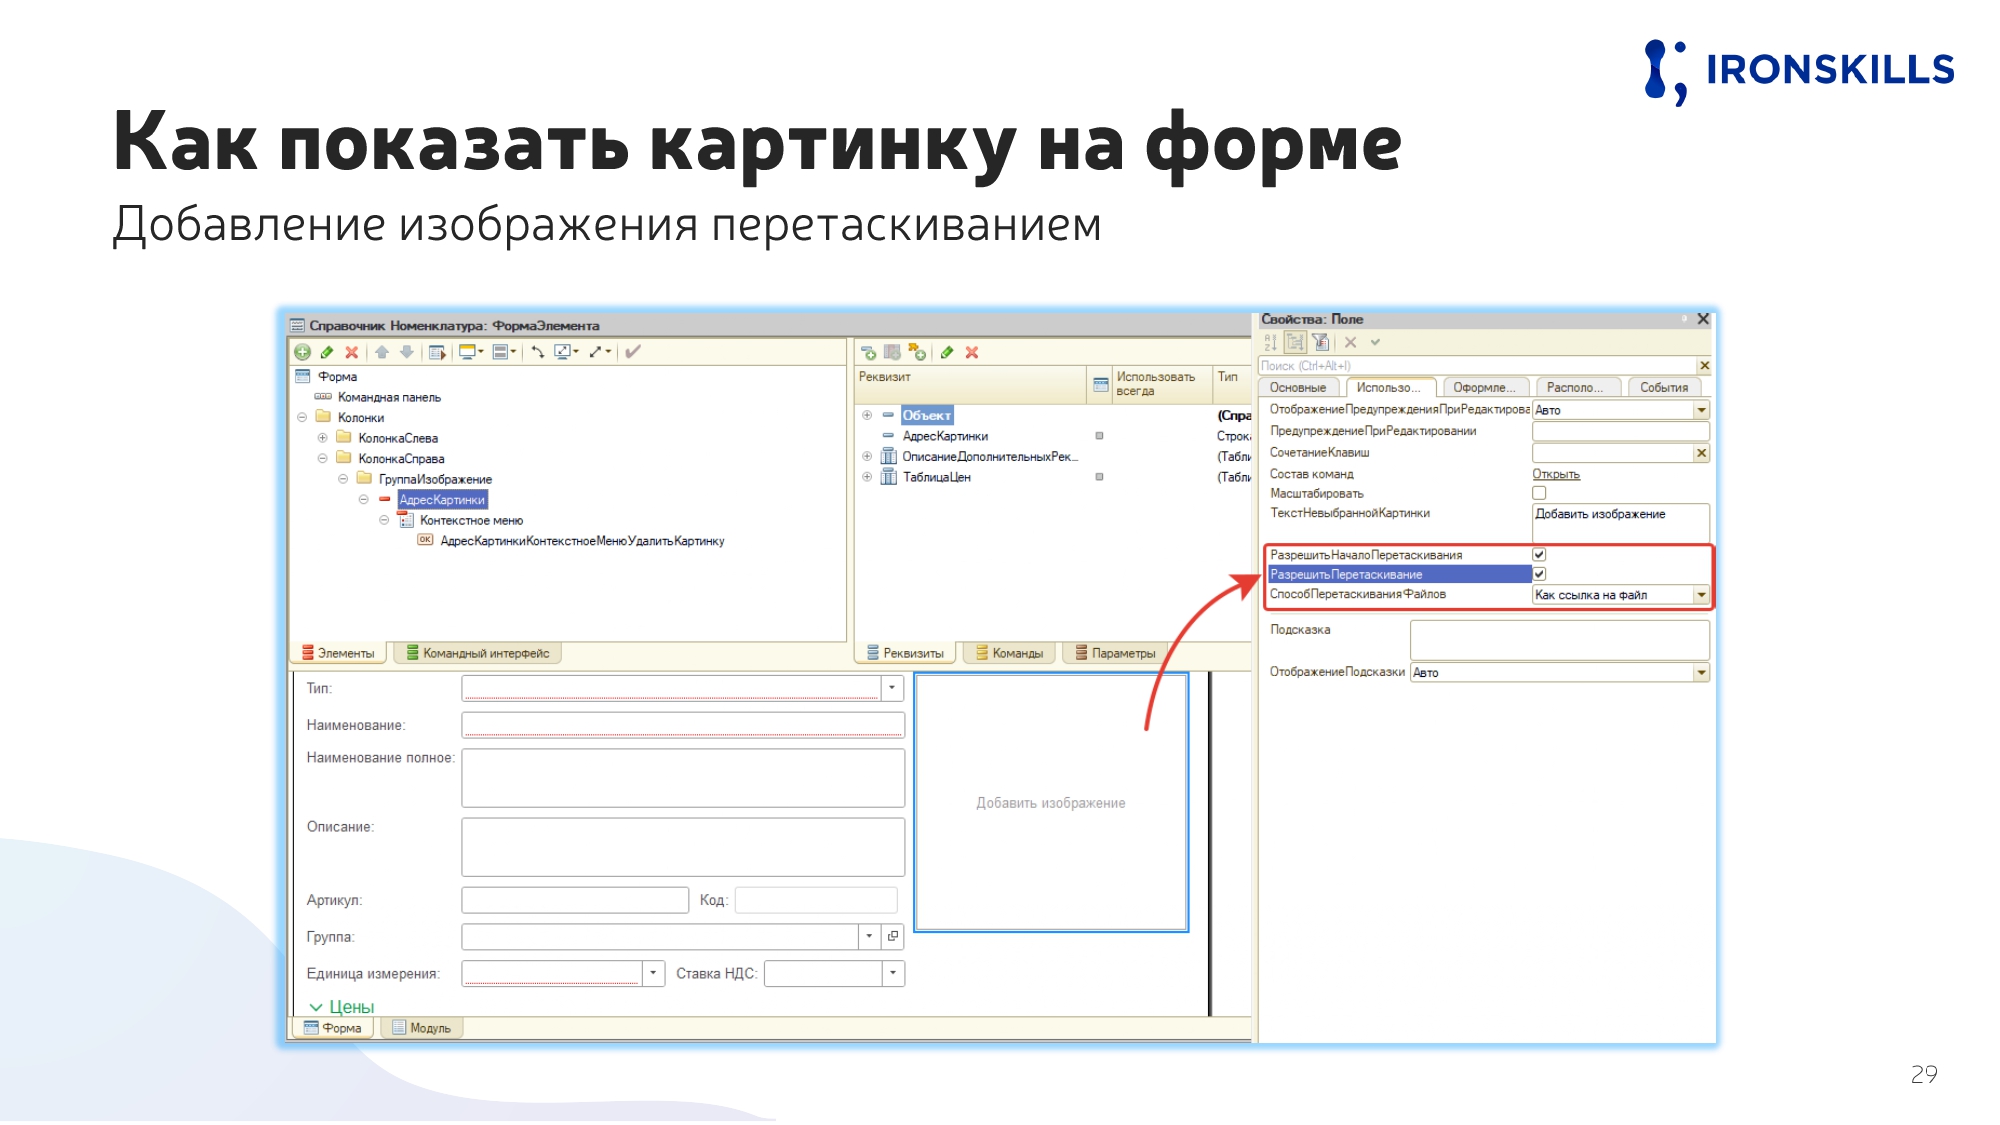 IRONSKILLS
Как показать картинку на форме
Добавление изображения перетаскиванием
Справочник Номенклатура: ФормаЭлемента
Форма
Командная панель
Колонки
КолонкаСлева
КолонкаСправа
ГруппаИзображение
АдресКартинки
Контекстное меню
OK АдресКартинкиКонтекстноеМенюУдалитьКартинку
Элементы
Командный интерфейс
Реквизит
Использовать всегда
Тип
Объект
(Спра
АдресКартинки
Строка
ОписаниеДополнительныхРек...
(Табли
ТаблицаЦен
(Табли
Реквизиты
Команды
Параметры
Свойства: Поле
Поиск (Ctrl+Alt+I)
Основные
Использо...
Оформле...
Располо...
События
ОтображениеПредупрежденияПриРедактирова
Авто
ПредупреждениеПриРедактировании
СочетаниеКлавиш
Состав команд
Открыть
Масштабировать
ТекстНевыбраннойКартинки
Добавить изображение
РазрешитьНачалоПеретаскивания
РазрешитьПеретаскивание
СпособПеретаскиванияФайлов
Как ссылка на файл
Подсказка
ОтображениеПодсказки
Авто
Тип:
Наименование:
Наименование полное:
Описание:
Артикул:
Код:
Группа:
Единица измерения:
Ставка НДС:
Цены
Добавить изображение
Форма
Модуль
29